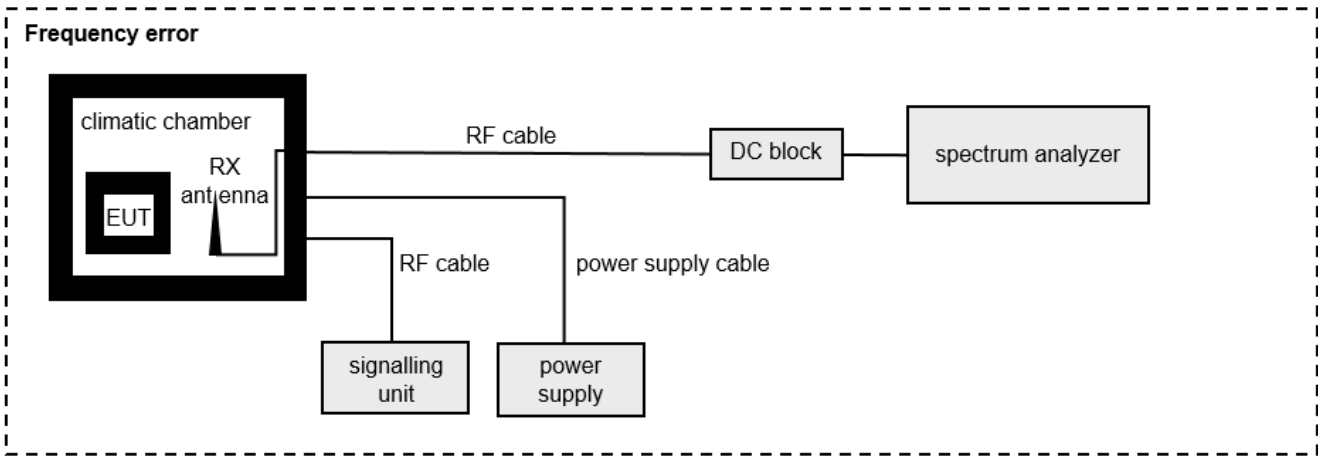 Frequency error
climatic chamber
RX
antenna
EUT
RF cable
DC block
spectrum analyzer
RF cable
power supply cable
signalling
unit
power
supply